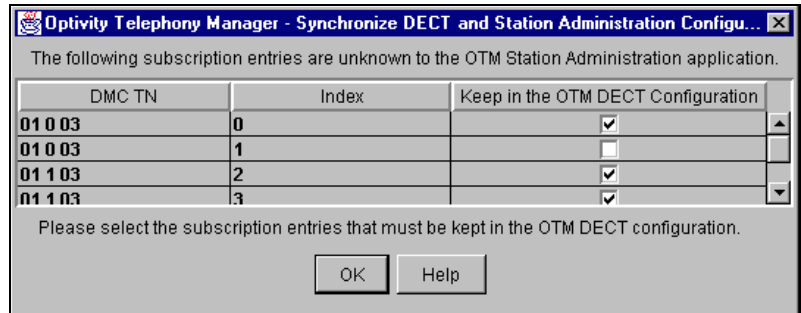 Optivity Telephony Manager - Synchronize DECT and Station Administration Configu...
The following subscription entries are unknown to the OTM Station Administration application.
DMC TN Index Keep in the OTM DECT Configuration
01 0 03 0
01 0 03 1
01 1 03 2
01 1 03 3
Please select the subscription entries that must be kept in the OTM DECT configuration.
OK Help